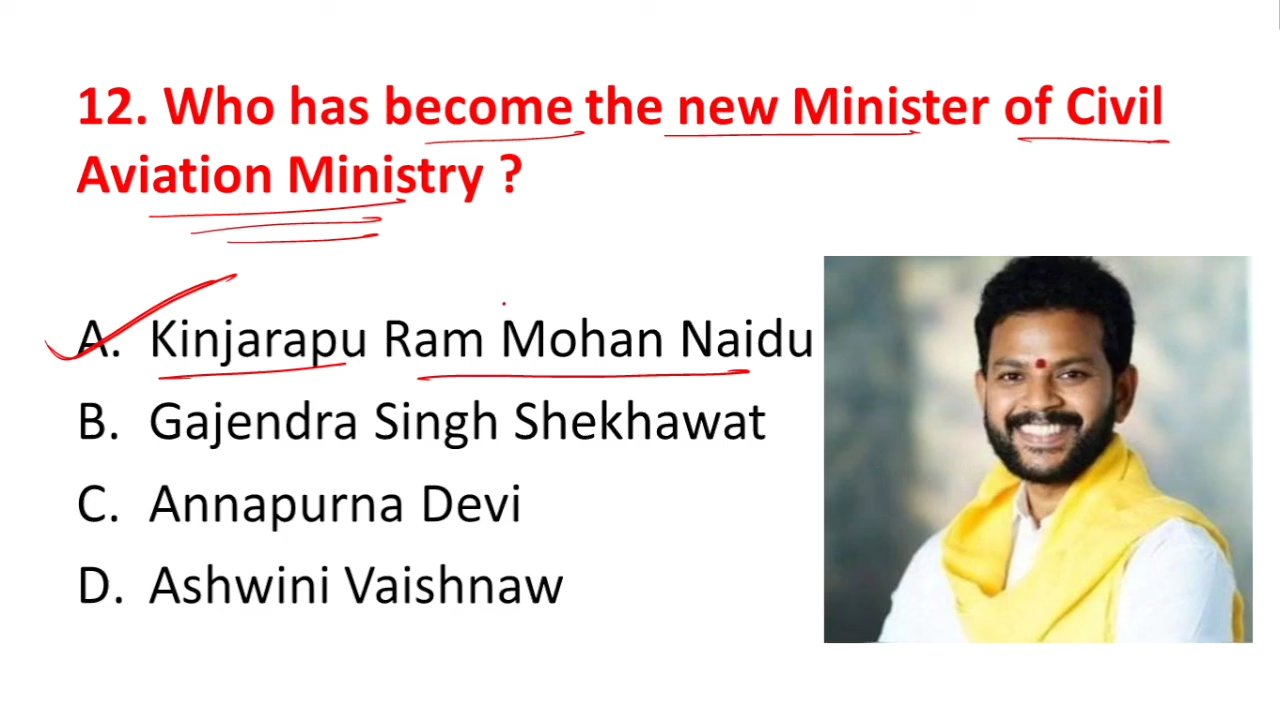 12. Who has become the new Minister of Civil
Aviation Ministry ?
A. Kinjarapu Ram Mohan Naidu
B. Gajendra Singh Shekhawat
C. Annapurna Devi
D. Ashwini Vaishnaw